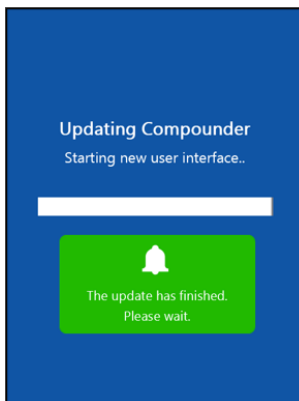 Updating Compounder
Starting new user interface..
The update has finished.
Please wait.